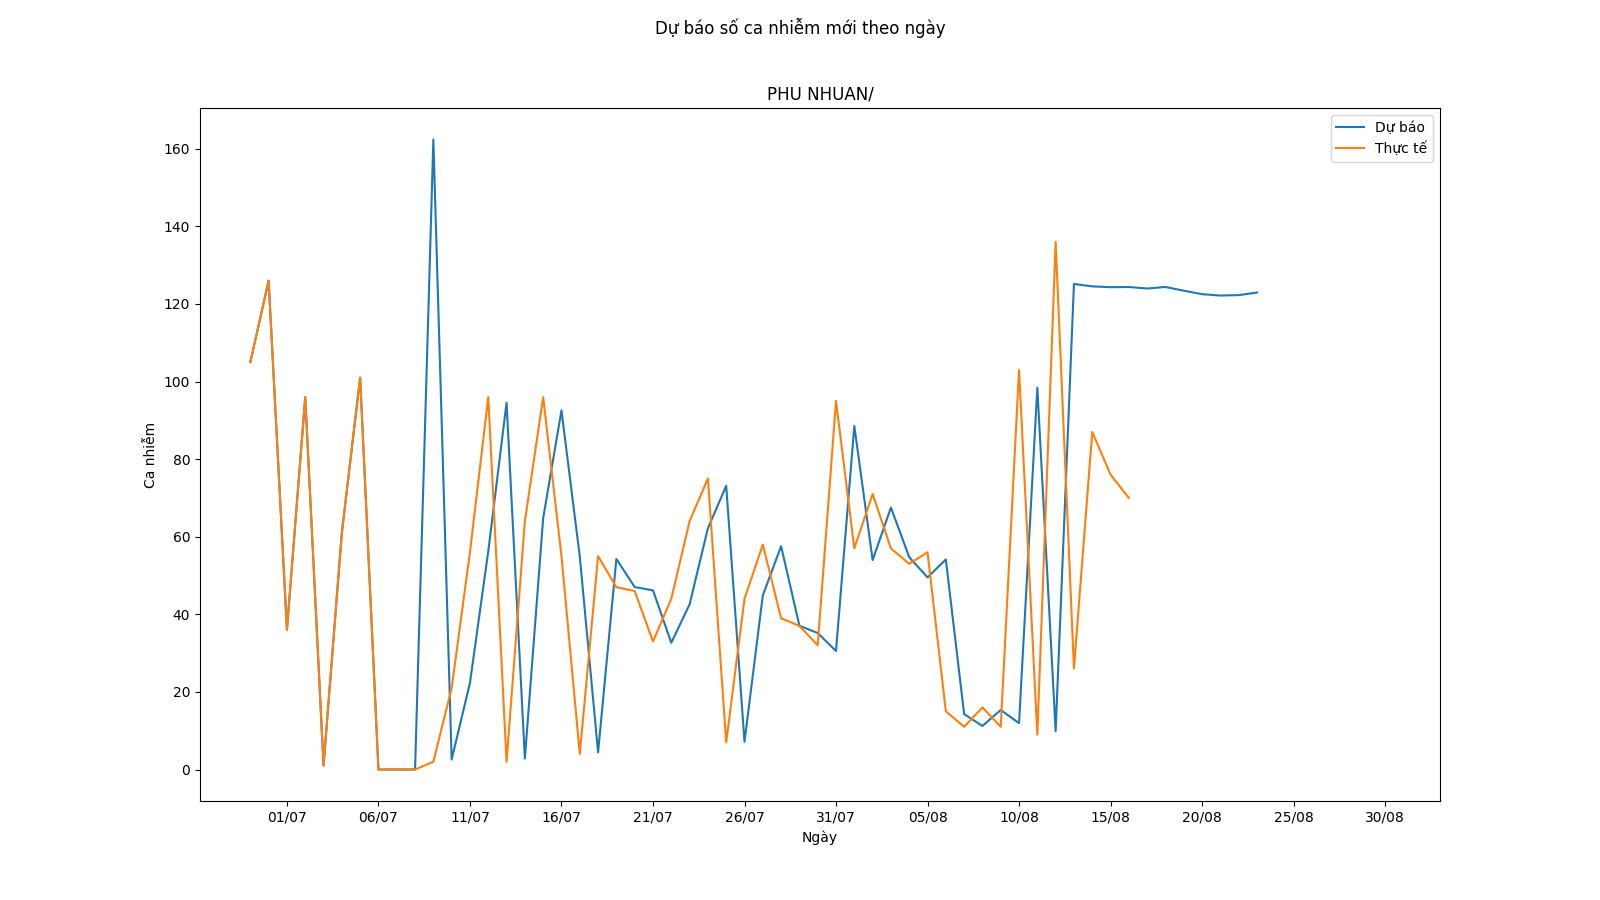 Dự báo số ca nhiễm mới theo ngày
PHU NHUAN/
Dự báo
Thực tế
160
140
120
100
80
60
40
20
0
Ca nhiễm
01/07 06/07 11/07 16/07 21/07 26/07 31/07 05/08 10/08 15/08 20/08 25/08 30/08
Ngày